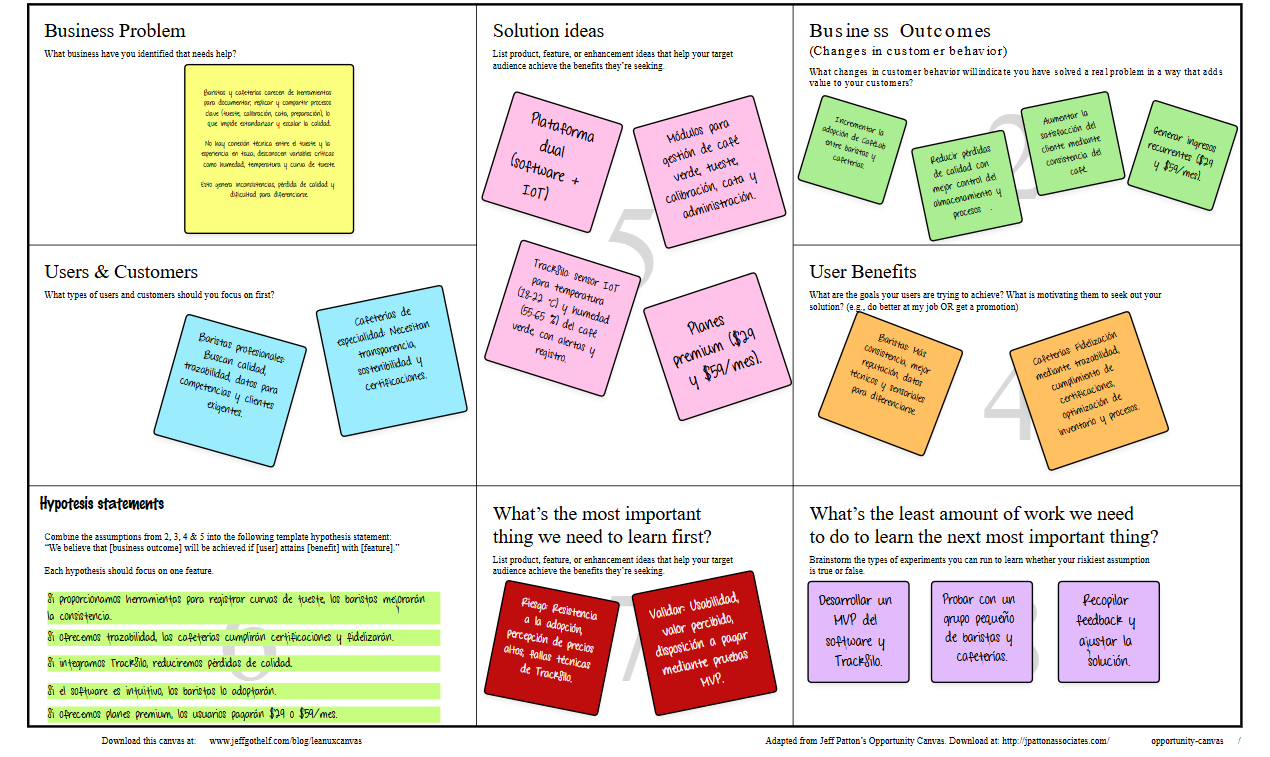 Business Problem
What business have you identified that needs help?
Baristas y cafeterías carecen de herramientas
para documentar, replicar y compartir procesos
clave (tueste, calibración, cata, preparación), lo
que impide estandarizar y escalar la calidad.
No hay conexión técnica entre el tueste y la
experiencia en taza, desconocen variables críticas
como humedad, temperatura y curva de tueste.
Esto genera inconsistencias, pérdida de calidad y
dificultad para diferenciarse.
Solution ideas
List product, feature, or enhancement ideas that help your target
audience achieve the benefits they're seeking.
Plataforma
dual
(software +
IoT)
Módulos para
gestión de café
verde, tueste,
calibración, cata y
administración.
TrackSilo: sensor IoT
para temperatura
(18-22 °C) y humedad
(55-65 %) del café
verde, con alertas y
registro.
Planes
premium ($29
y $59/mes).
5
Business Outcomes
(Changes in customer behavior)
What changes in customer behavior will indicate you have solved a real problem in a way that adds
value to your customers?
Incrementar la
adopción de cafeLab
entre baristas y
cafeterías.
Reducir pérdidas
de calidad con
mejor control del
almacenamiento y
procesos .
Aumentar la
satisfacción del
cliente mediante
consistencia del
café.
Generar ingresos
recurrentes ($29
y $59/mes).
2
Users & Customers
What types of users and customers should you focus on first?
Baristas profesionales:
Buscan calidad,
trazabilidad, datos para
competencias y clientes
exigentes.
Cafeterías de
especialidad: Necesitan
transparencia,
sostenibilidad y
certificaciones.
User Benefits
What are the goals your users are trying to achieve? What is motivating them to seek out your
solution? (e.g., do better at my job OR get a promotion)
Baristas: Más
consistencia, mejor
reputación, datos
técnicos y sensoriales
para diferenciarse.
Cafeterías: Fidelización
mediante trazabilidad,
cumplimiento de
certificaciones,
optimización de
inventario y procesos.
4
Hypotesis statements
Combine the assumptions from 2, 3, 4 & 5 into the following template hypothesis statement:
“We believe that [business outcome] will be achieved if [user] attains [benefit] with [feature].”
Each hypothesis should focus on one feature.
Si proporcionamos herramientas para registrar curvas de tueste, los baristas mejorarán
la consistencia.
Si ofrecemos trazabilidad, las cafeterías cumplirán certificaciones y fidelizarán.
Si integramos TrackSilo, reduciremos pérdidas de calidad.
Si el software es intuitivo, los baristas lo adoptarán.
Si ofrecemos planes premium, los usuarios pagarán $29 o $59/mes.
6
What’s the most important
thing we need to learn first?
List product, feature, or enhancement ideas that help your target
audience achieve the benefits they're seeking.
Riesgo: Resistencia
a la adopción,
percepción de precios
altos, fallas técnicas
de TrackSilo.
Validar: Usabilidad,
valor percibido,
disposición a pagar
mediante pruebas
MVP.
7
What’s the least amount of work we need
to do to learn the next most important thing?
Brainstorm the types of experiments you can run to learn whether your riskiest assumption
is true or false.
Desarrollar un
MVP del
software y
TrackSilo.
Probar con un
grupo pequeño
de baristas y
cafeterías.
Recopilar
feedback y
ajustar la
solución.
8
Download this canvas at: www.jeffgothelf.com/blog/leanuxcanvas
Adapted from Jeff Patton’s Opportunity Canvas. Download at: http://jpattonassociates.com/ opportunity-canvas /